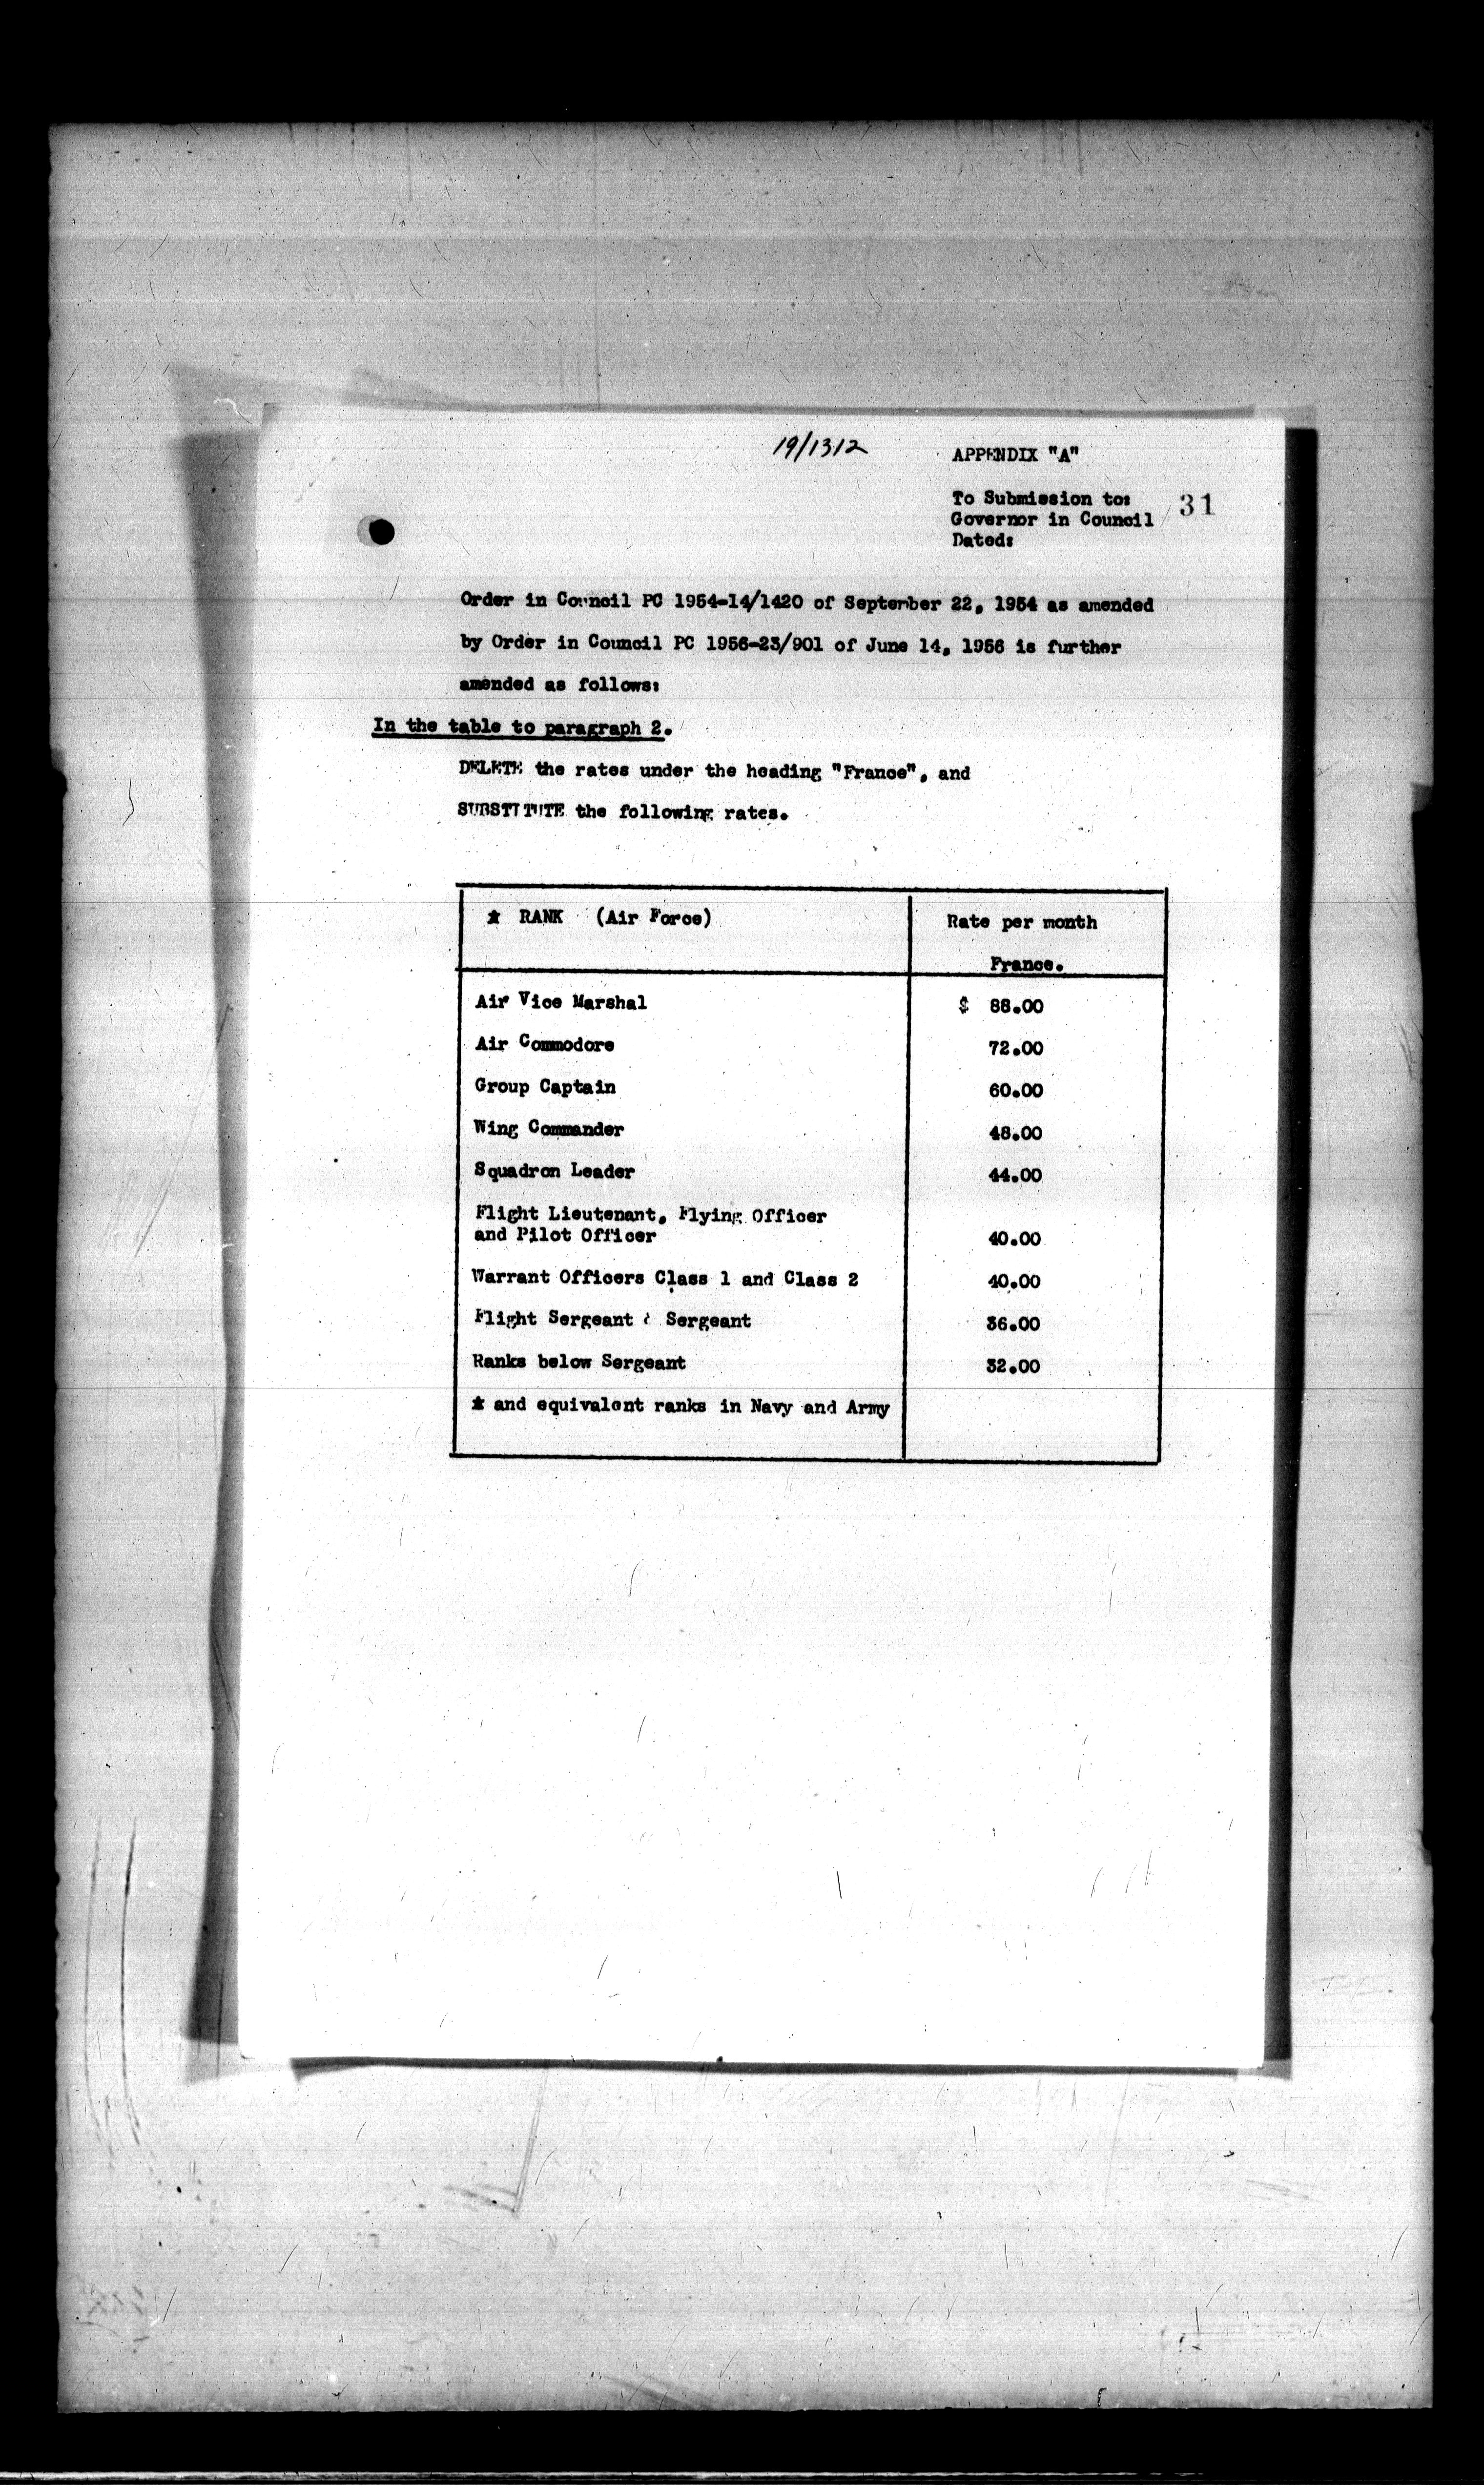 19/1312
APPENDIX "A"
To Submission to:
Governor in Council
31
Dated:
Order in Council PC 1954-14/1420 of September 22, 1954 as amended
by Order in Council PC 1956-23/901 of June 14, 1956 is further
amended as follows:
In the table to paragraph 2.
DELETE the rates under the heading "France", and
SUBSTITUTE the following rates.
* RANK (Air Force) Rate per month
France.
Air Vice Marshal $ 88.00
Air Commodore 72.00
Group Captain 60.00
Wing Commander 48.00
Squadron Leader 44.00
Flight Lieutenant, Flying Officer
and Pilot Officer 40.00
Warrant Officers Class 1 and Class 2 40.00
Flight Sergeant & Sergeant 36.00
Ranks below Sergeant 32.00
* and equivalent ranks in Navy and Army